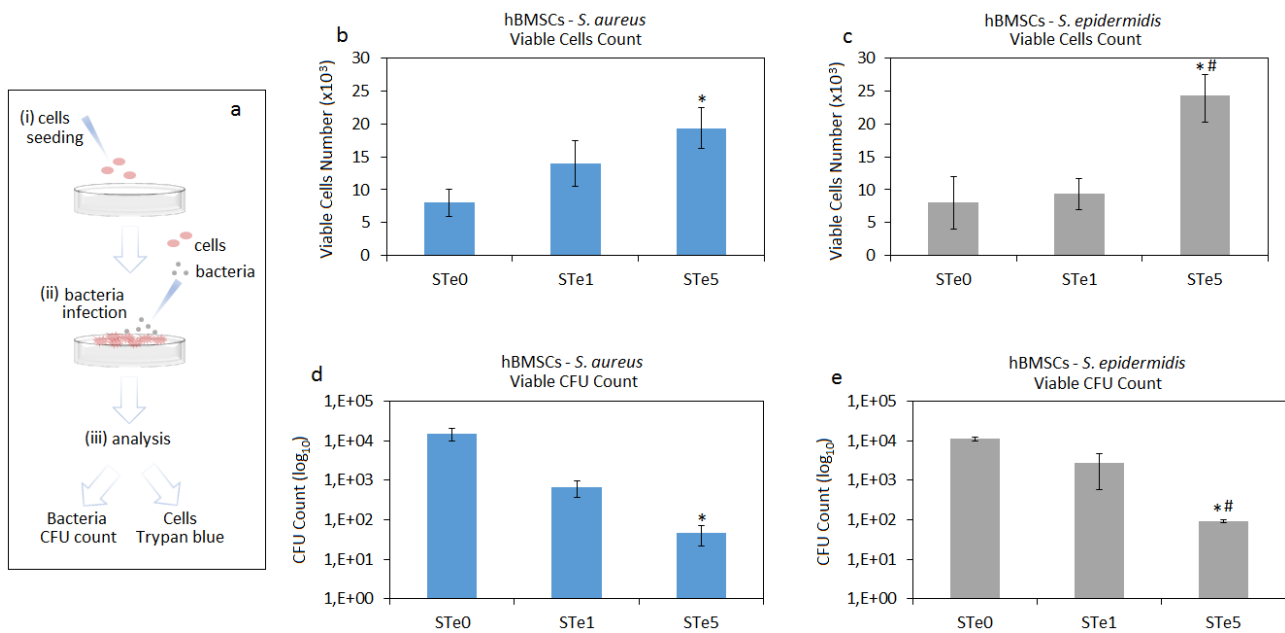 a
(i) cells
seeding
cells
bacteria
(ii) bacteria
infection
(iii) analysis
Bacteria
CFU count
Cells
Trypan blue
b
hBMSCs - S. aureus
Viable Cells Count
Viable Cells Number (x10³)
30
25
20
15
10
5
0
*
STe0 STe1 STe5
c
hBMSCs - S. epidermidis
Viable Cells Count
Viable Cells Number (x10³)
30
25
20
15
10
5
0
*#
STe0 STe1 STe5
d
hBMSCs - S. aureus
Viable CFU Count
CFU Count (log₁₀)
1,E+05
1,E+04
1,E+03
1,E+02
1,E+01
1,E+00
*
STe0 STe1 STe5
e
hBMSCs - S. epidermidis
Viable CFU Count
CFU Count (log₁₀)
1,E+05
1,E+04
1,E+03
1,E+02
1,E+01
1,E+00
*#
STe0 STe1 STe5